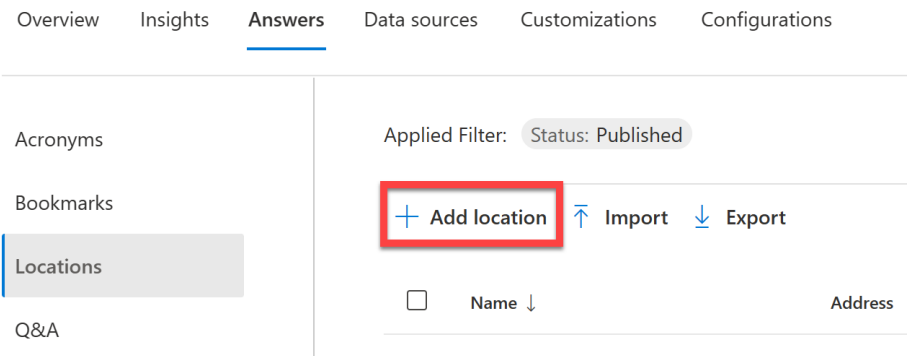 Overview Insights Answers Data sources Customizations Configurations
Acronyms
Bookmarks
Locations
Q&A
Applied Filter: Status: Published
Add location Import Export
Name Address